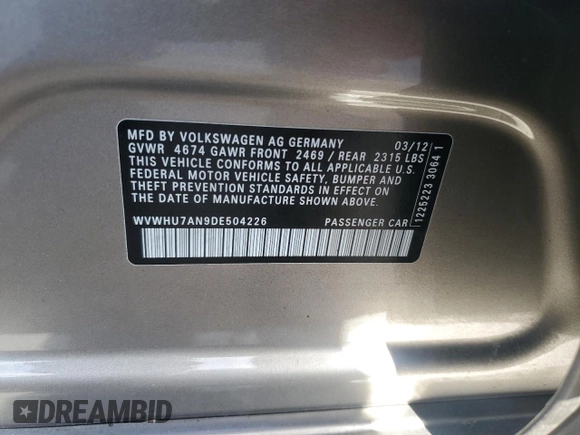 MFD BY VOLKSWAGEN AG GERMANY 03/12
GVWR 4674 GAWR FRONT 2469 / REAR 2315 LBS
THIS VEHICLE CONFORMS TO ALL APPLICABLE U.S.
FEDERAL MOTOR VEHICLE SAFETY, BUMPER AND
THEFT PREVENTION STANDARDS IN EFFECT ON
THE DATE OF MANUFACTURE SHOWN ABOVE.
WVWHU7AN9DE504226 PASSENGER CAR
1225223 3064 1
DREAMBID